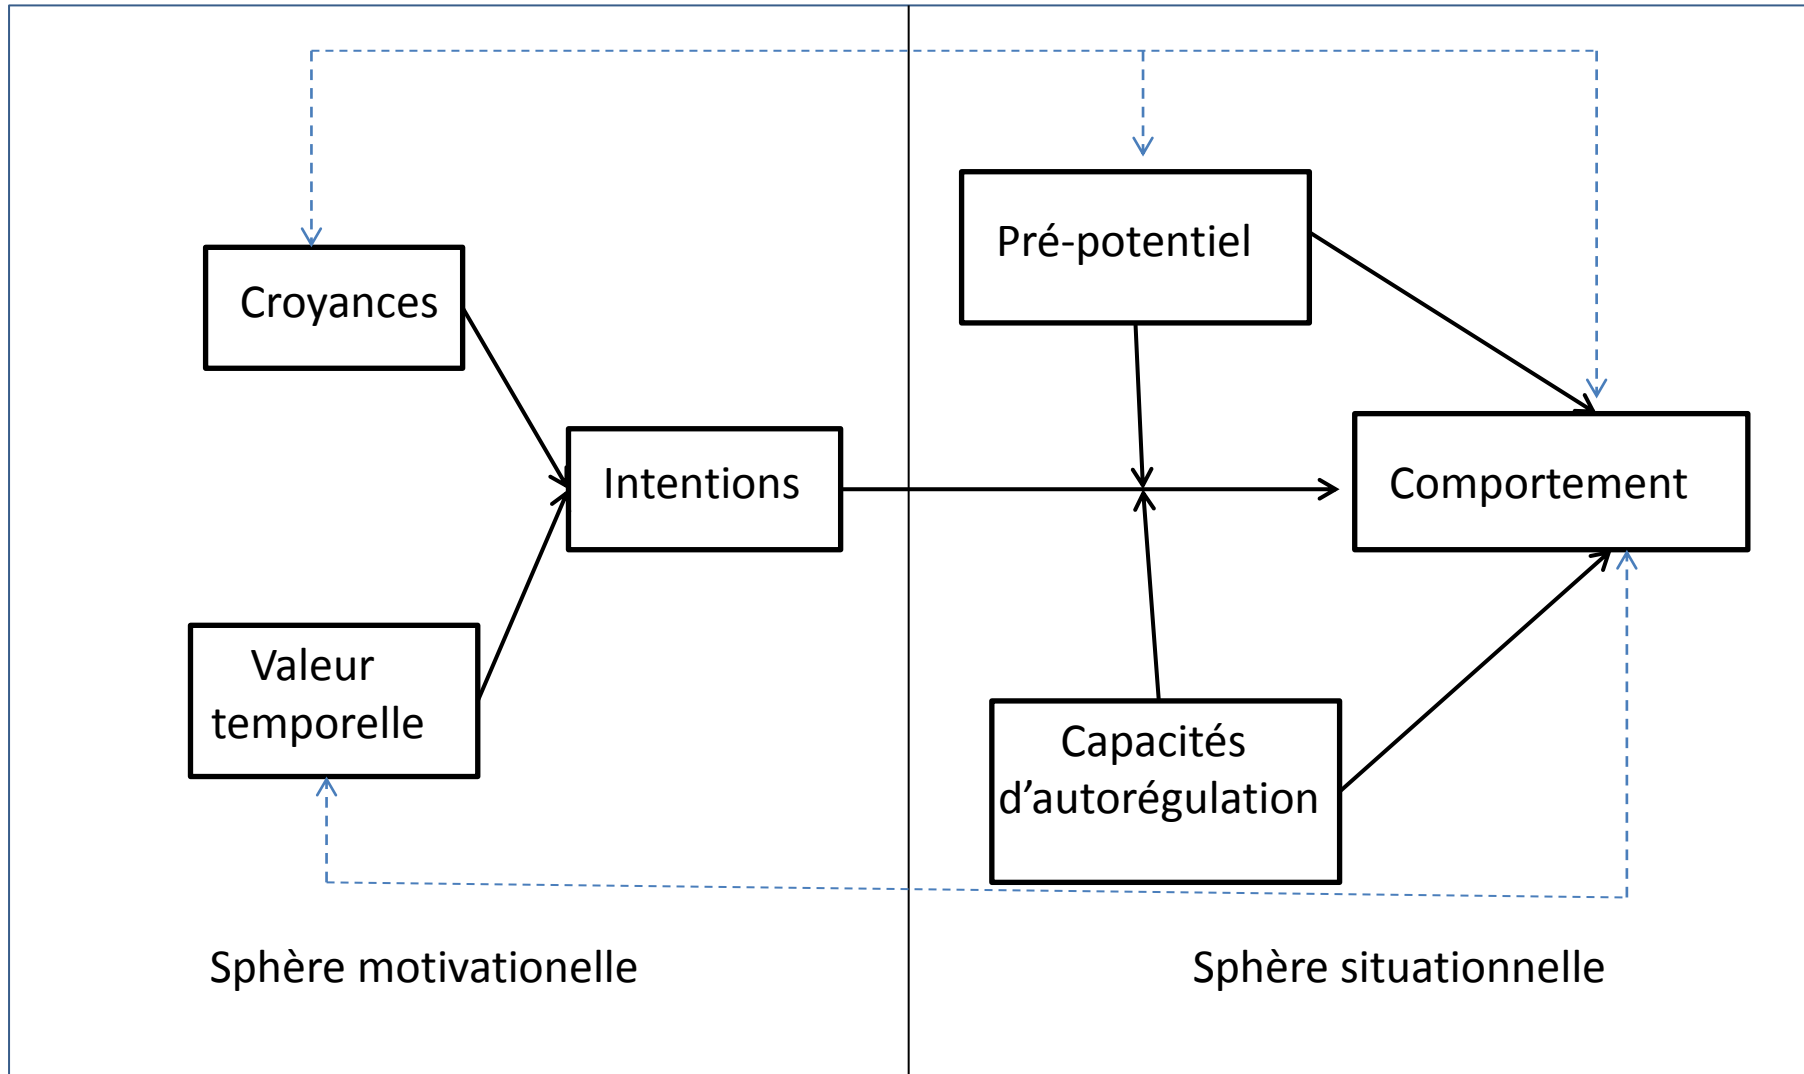 Pré-potentiel
Croyances
Intentions
Comportement
Valeur
temporelle
Capacités
d’autorégulation
Sphère motivationelle
Sphère situationnelle